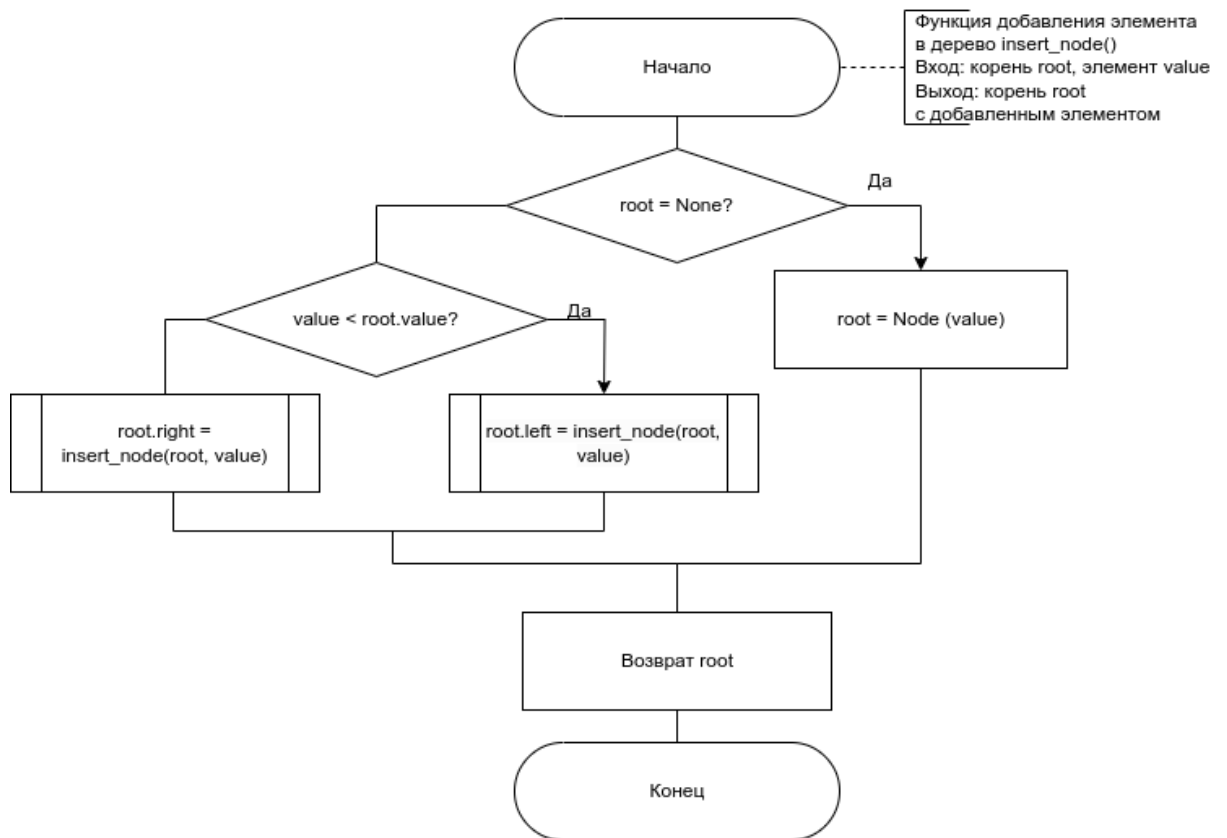 Начало
Функция добавления элемента
в дерево insert_node()
Вход: корень root, элемент value
Выход: корень root
с добавленным элементом
root = None?
Да
value < root.value?
Да
root = Node (value)
root.right =
insert_node(root, value)
root.left = insert_node(root,
value)
Возврат root
Конец